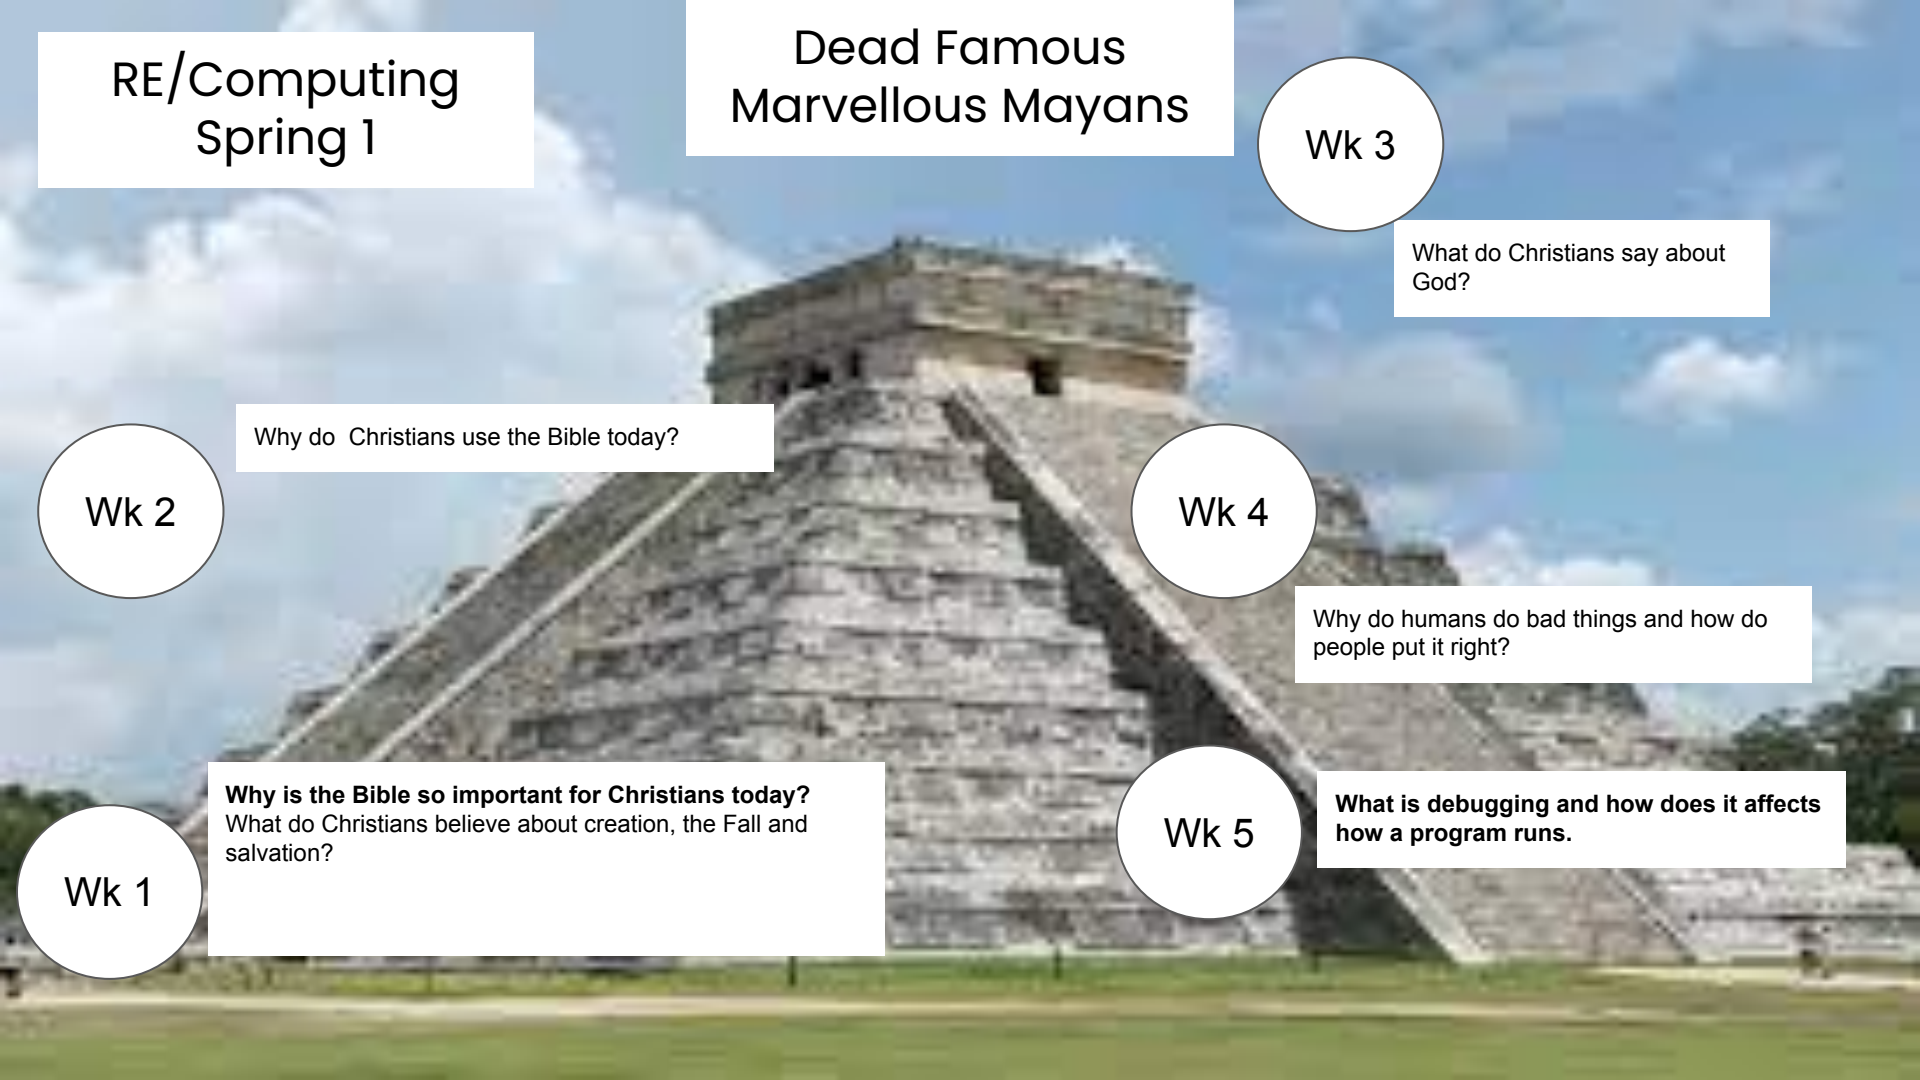 RE/Computing
Spring 1
Dead Famous
Marvellous Mayans
Wk 3
What do Christians say about
God?
Why do  Christians use the Bible today?
Wk 2
Wk 4
Why do humans do bad things and how do
people put it right?
Why is the Bible so important for Christians today?
What do Christians believe about creation, the Fall and
salvation?
Wk 1
Wk 5
What is debugging and how does it affects
how a program runs.